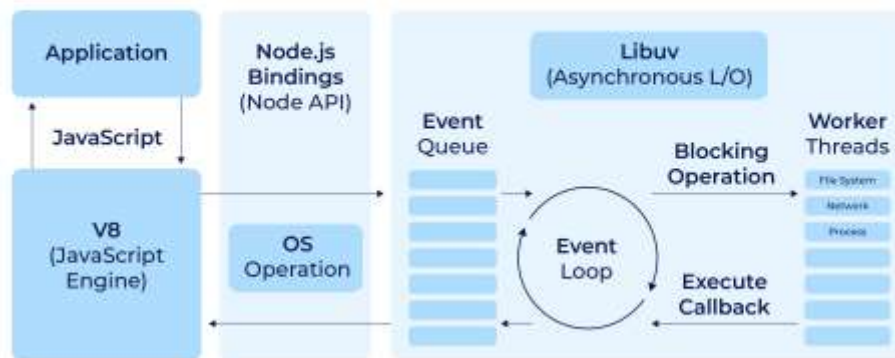 Application
JavaScript
V8
(JavaScript
Engine)
Node.js
Bindings
(Node API)
OS
Operation
Libuv
(Asynchronous L/O)
Event
Queue
Event
Loop
Blocking
Operation
Execute
Callback
Worker
Threads
File System
Network
Process